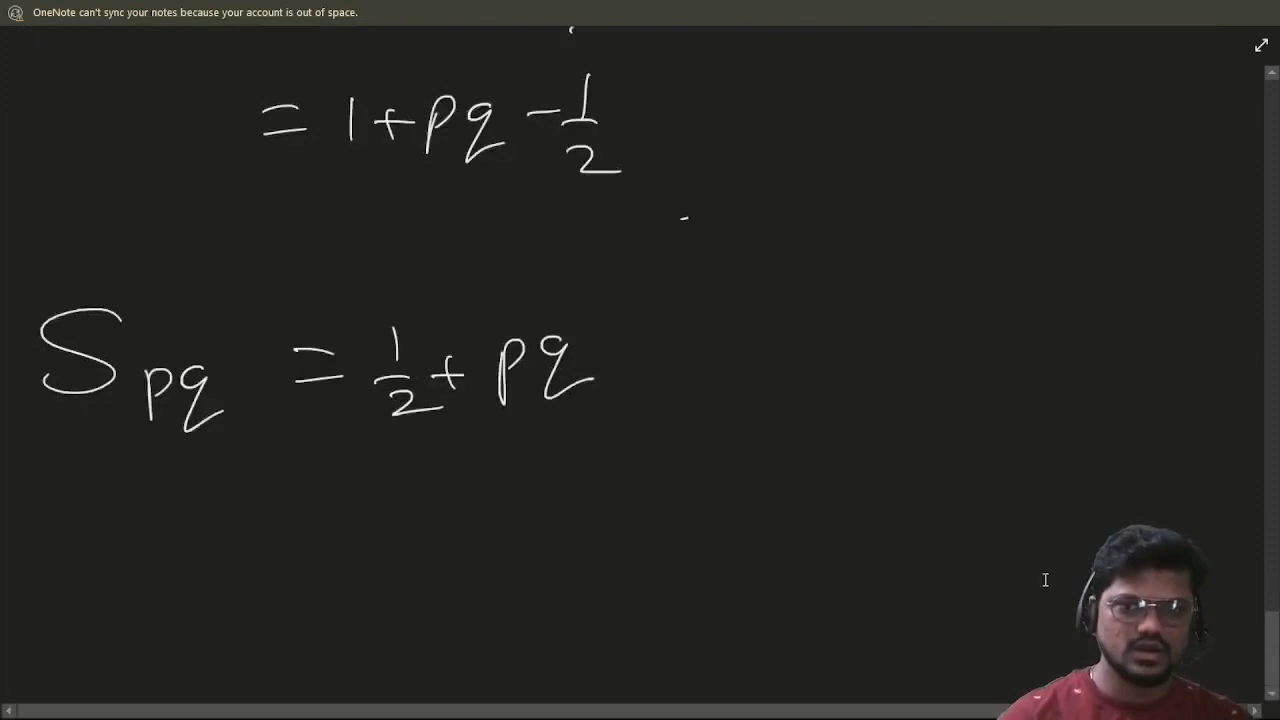 OneNote can't sync your notes because your account is out of space.
= 1 + pq - 1/2
S_pq = 1/2 + pq